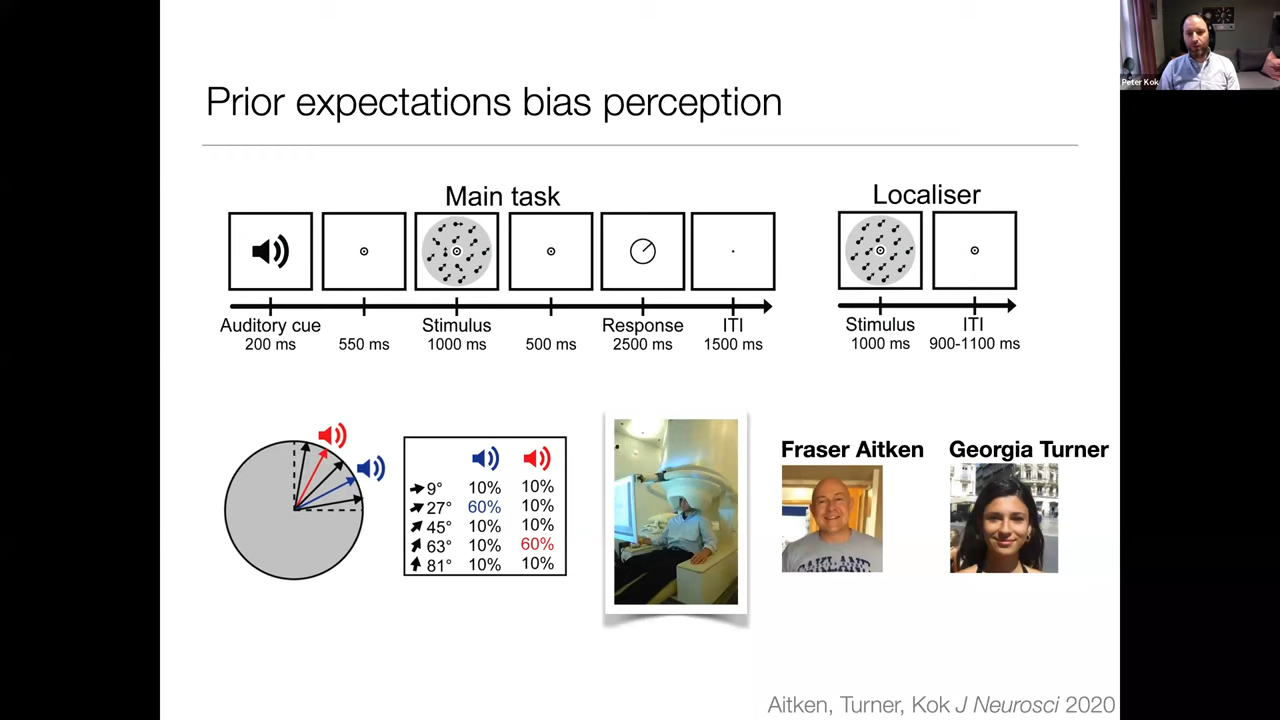 Peter Kok
Prior expectations bias perception
Main task
Auditory cue
200 ms
550 ms
Stimulus
1000 ms
500 ms
Response
2500 ms
ITI
1500 ms
Localiser
Stimulus
1000 ms
ITI
900-1100 ms
9° 10% 10%
27° 60% 10%
45° 10% 10%
63° 10% 60%
81° 10% 10%
Fraser Aitken
Georgia Turner
Aitken, Turner, Kok J Neurosci 2020